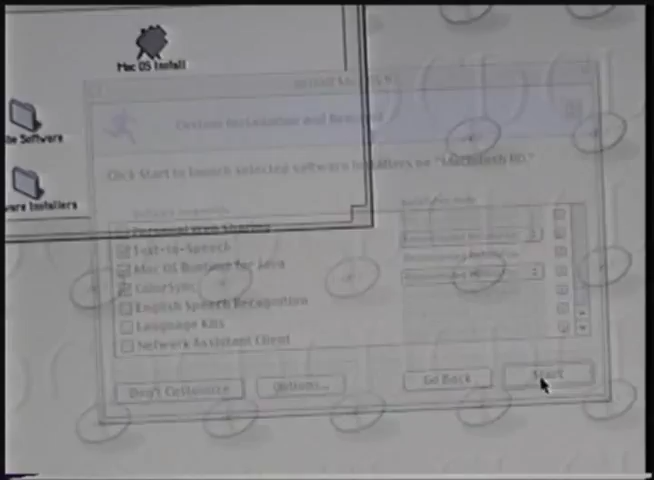 Mac OS Install
Software
Installers
Custom Installation and Removal
Click Start to launch selected software installers on "Macintosh HD."
Personal Web Sharing
Text-to-Speech
Mac OS Runtime for Java
ColorSync
English Speech Recognition
Language Kits
Network Assistant Client
Don't Customize
Options...
Go Back
Start